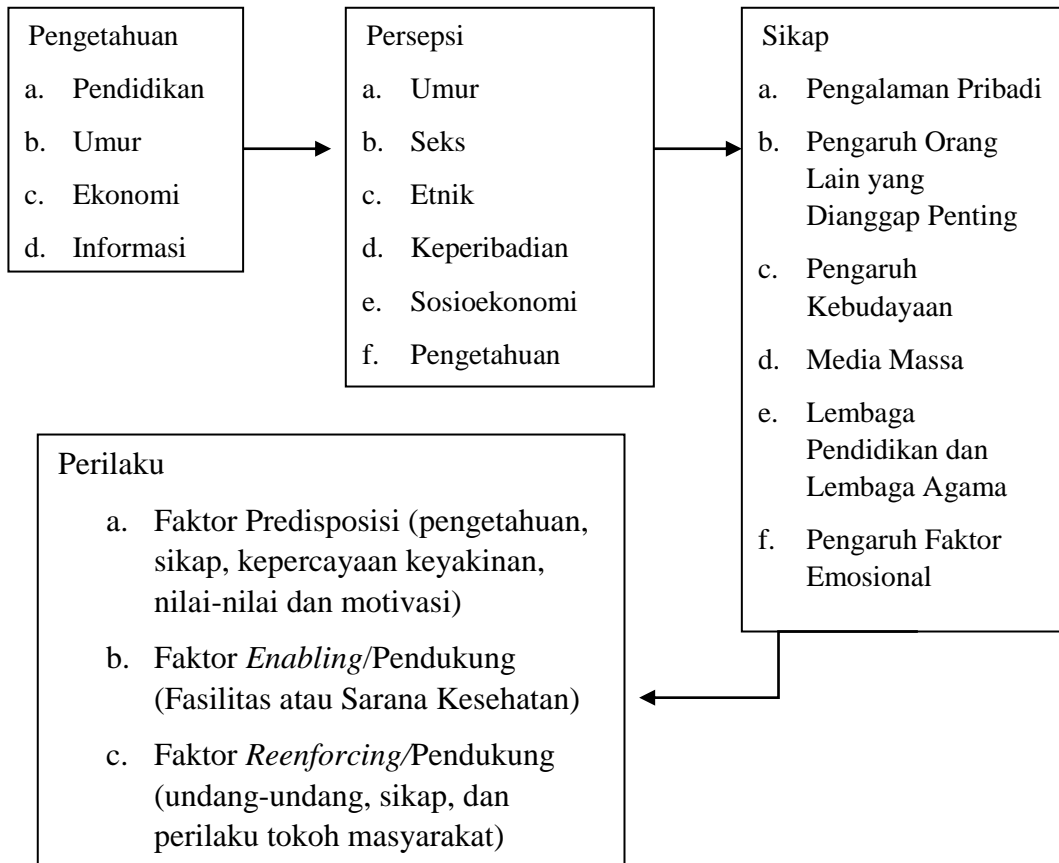 Pengetahuan
a. Pendidikan
b. Umur
c. Ekonomi
d. Informasi
Persepsi
a. Umur
b. Seks
c. Etnik
d. Keperibadian
e. Sosioekonomi
f. Pengetahuan
Sikap
a. Pengalaman Pribadi
b. Pengaruh Orang
Lain yang
Dianggap Penting
c. Pengaruh
Kebudayaan
d. Media Massa
e. Lembaga
Pendidikan dan
Lembaga Agama
f. Pengaruh Faktor
Emosional
Perilaku
a. Faktor Predisposisi (pengetahuan,
sikap, kepercayaan keyakinan,
nilai-nilai dan motivasi)
b. Faktor Enabling/Pendukung
(Fasilitas atau Sarana Kesehatan)
c. Faktor Reenforcing/Pendukung
(undang-undang, sikap, dan
perilaku tokoh masyarakat)